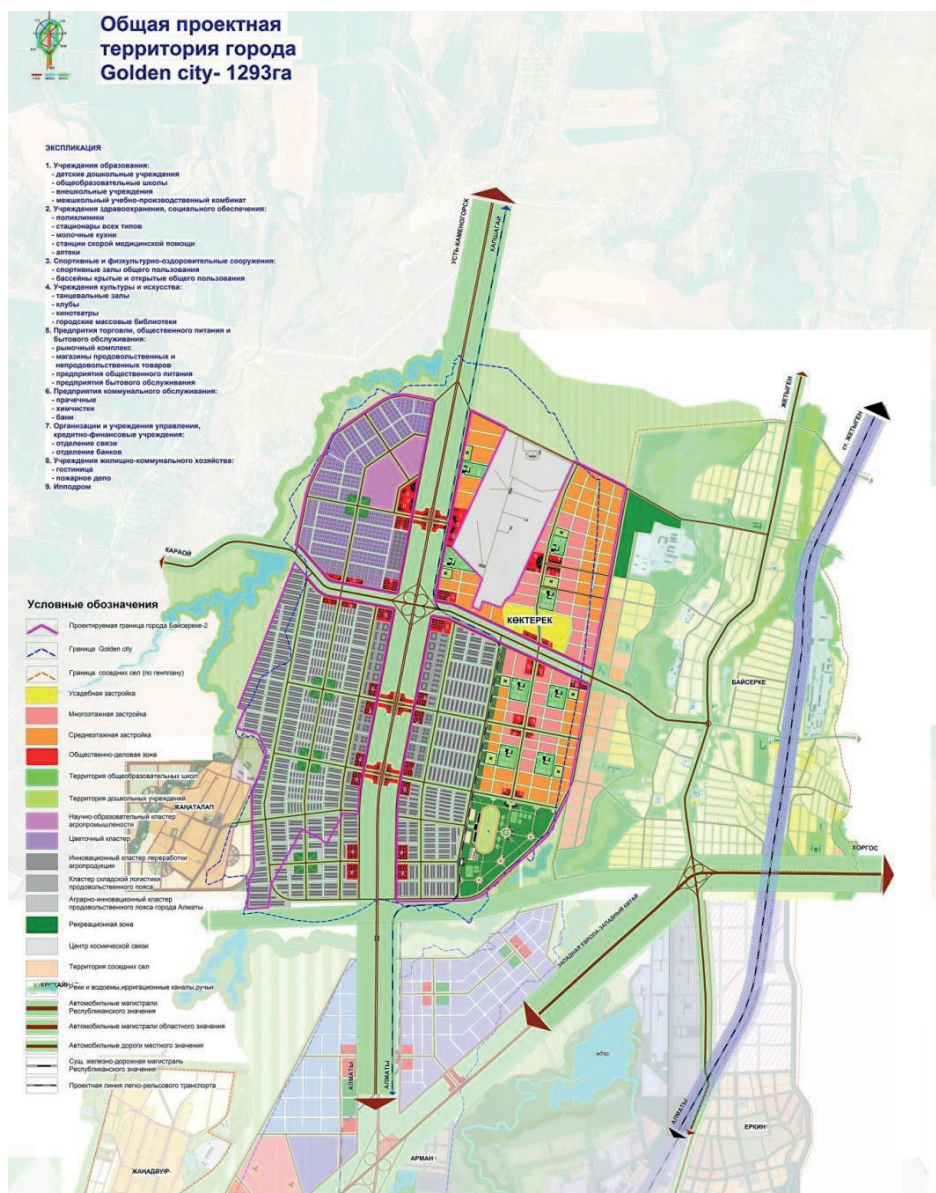 Общая проектная
территория города
Golden city- 1293га
ЭКСПЛИКАЦИЯ
1. Учреждения образования:
- детские дошкольные учреждения
- общеобразовательные школы
- внешкольные учреждения
- межшкольный учебно-производственный комбинат
2. Учреждения здравоохранения, социального обеспечения:
- поликлиники
- стационары всех типов
- молочные кухни
- станции скорой медицинской помощи
- аптеки
3. Спортивные и физкультурно-оздоровительные сооружения:
- спортивные залы общего пользования
- бассейны крытые и открытые общего пользования
4. Учреждения культуры и искусства:
- танцевальные залы
- клубы
- кинотеатры
- городские массовые библиотеки
5. Предпрития торговли, общественного питания и
бытового обслуживания:
- рыночный комплекс
- магазины продовольственных и
непродовольственных товаров
- предприятия общественного питания
- предприятия бытового обслуживания
6. Предприятия коммунального обслуживания:
- прачечные
- химчистки
- бани
7. Организации и учреждения управления,
кредитно-финансовые учреждения:
- отделение связи
- отделение банков
8. Учреждения жилищно-коммунального хозяйства:
- гостиница
- пожарное депо
9. Ипподром
УСТЬ-КАМЕНОГОРСК
КАПШАГАЙ
ЖЕТЫГЕН
ст. ЖЕТЫГЕН
КАРАОЙ
КӨКТЕРЕК
БАЙСЕРКЕ
Условные обозначения
Проектируемая граница города Байсереке-2
Граница Golden city
Граница соседних сел (по генплану)
Усадебная застройка
Многоэтажная застройка
Среднеэтажная застройка
Общественно-деловая зона
Территория общеобразовательных школ
Территория дошкольных учреждений
Научно-образовательный кластер
агропромышлености
Цветочный кластер
Инновационный кластер переработки
агропродукции
Кластер складской логистики
продовольственного пояса
Аграрно-инновационный кластер
продовольственного пояса города Алматы
Рекреационная зона
Центр космической связи
Территория соседних сел
Реки и водоемы,ирригационные каналы,ручьи
Автомобильные магистрали
Республиканского значения
Автомобильные магистрали областного значения
Автомобильные дороги местного значения
Сущ. железно-дорожная магистраль
Республиканского значения
Проектная линия легко-рельсового транспорта
ЖАҢАТАЛАП
ХОРГОС
ЗАПАДНАЯ ЕВРОПА-ЗАПАДНЫЙ КИТАЙ
АЛМАТЫ
АЛМАТЫ
АЛМАТЫ
ЕРКИН
АРМАН
ЖАҢАДӘУІР